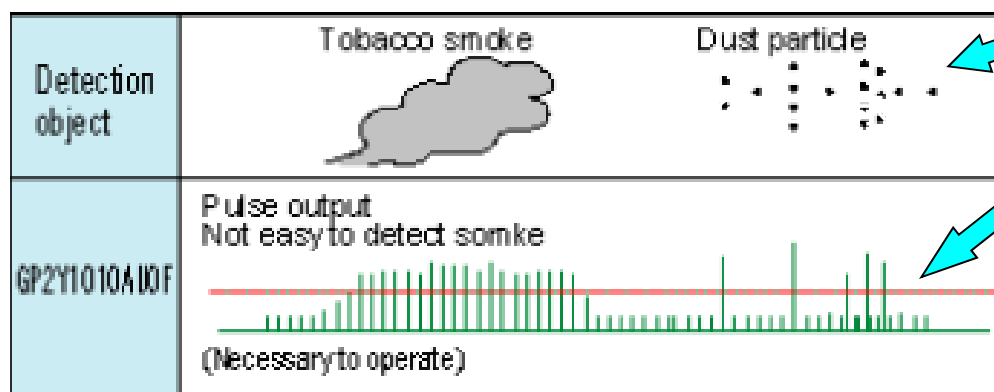 Detection
object
Tobacco smoke
Dust particle
GP2Y1010AU0F
Pulse output
Not easy to detect somke
(Necessary to operate)